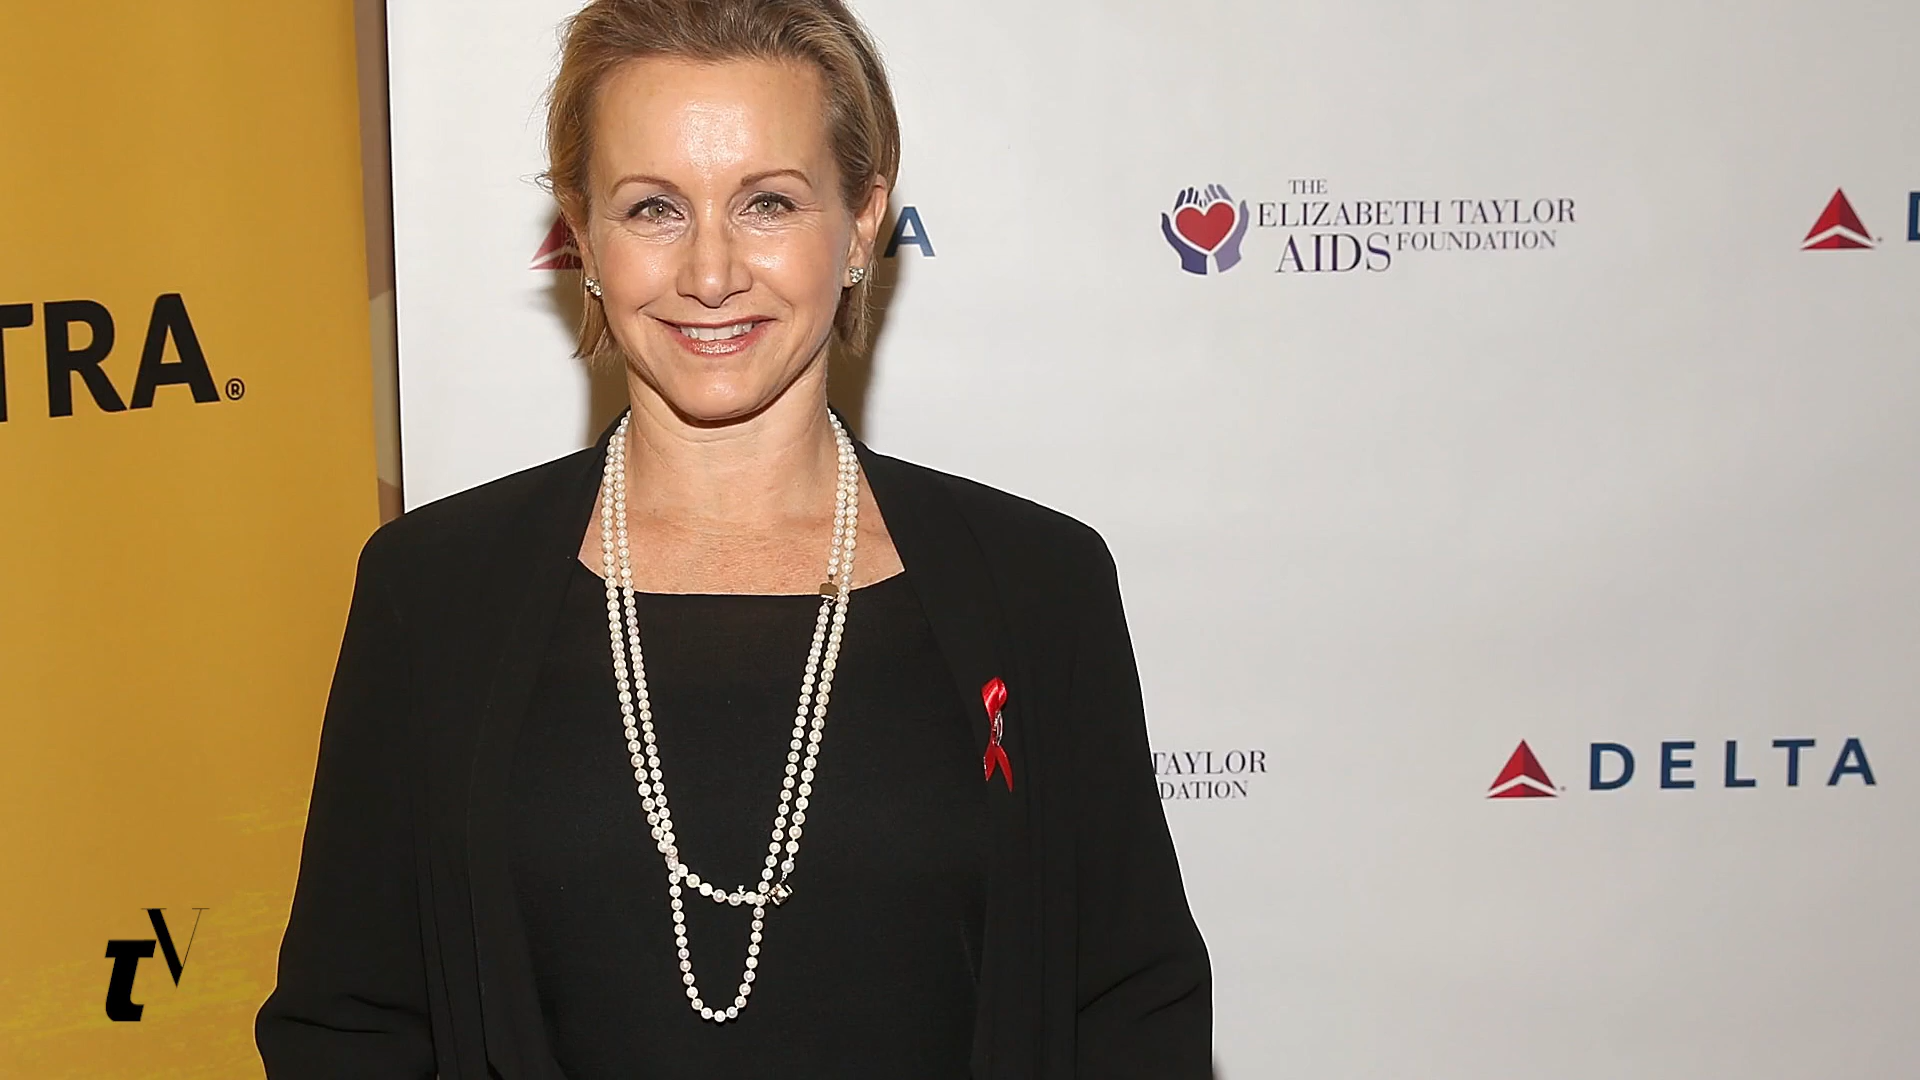 TRA®
A
THE
ELIZABETH TAYLOR
AIDS FOUNDATION
D
TAYLOR
DATION
DELTA
tV